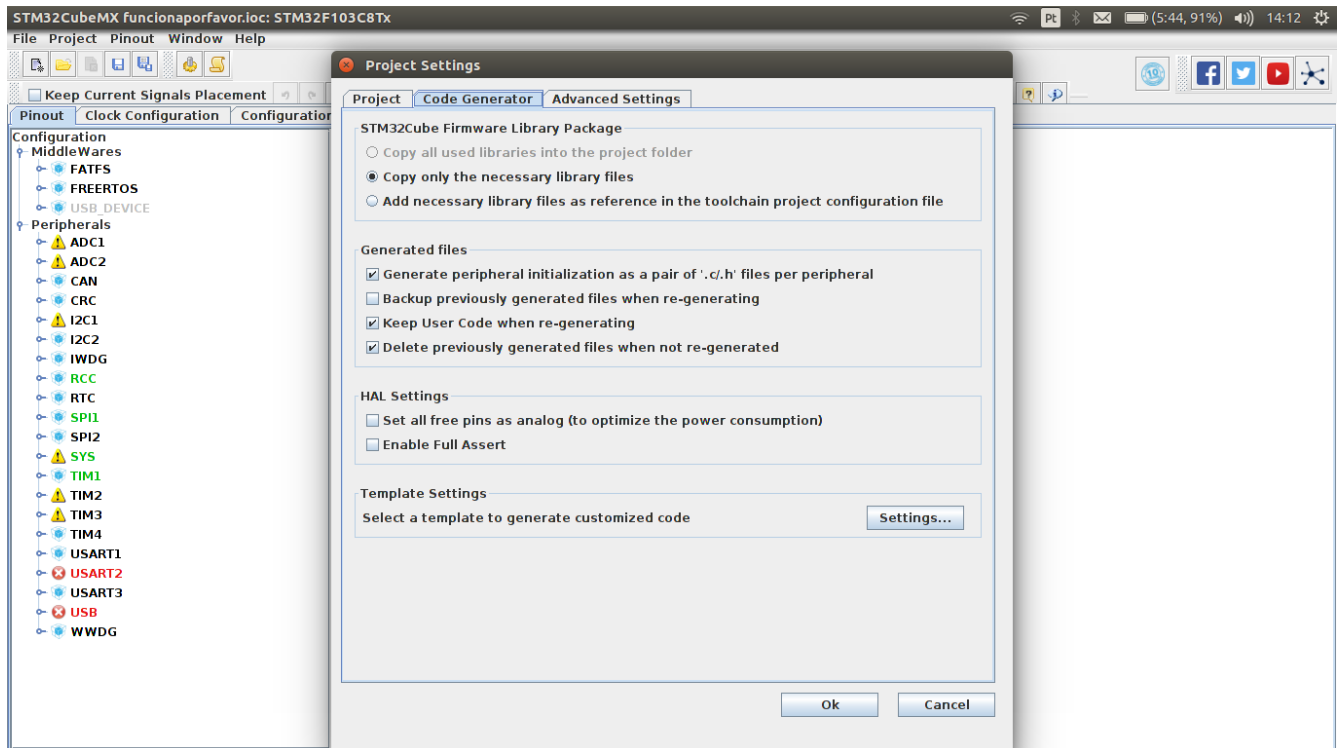 STM32CubeMX funcionaporfavor.ioc: STM32F103C8Tx
Pt (5:44, 91%) 14:12
File Project Pinout Window Help
Keep Current Signals Placement
Pinout Clock Configuration Configuration
Configuration
MiddleWares
FATFS
FREERTOS
USB_DEVICE
Peripherals
ADC1
ADC2
CAN
CRC
I2C1
I2C2
IWDG
RCC
RTC
SPI1
SPI2
SYS
TIM1
TIM2
TIM3
TIM4
USART1
USART2
USART3
USB
WWDG
Project Settings
Project Code Generator Advanced Settings
STM32Cube Firmware Library Package
Copy all used libraries into the project folder
Copy only the necessary library files
Add necessary library files as reference in the toolchain project configuration file
Generated files
Generate peripheral initialization as a pair of '.c/.h' files per peripheral
Backup previously generated files when re-generating
Keep User Code when re-generating
Delete previously generated files when not re-generated
HAL Settings
Set all free pins as analog (to optimize the power consumption)
Enable Full Assert
Template Settings
Select a template to generate customized code Settings...
Ok Cancel